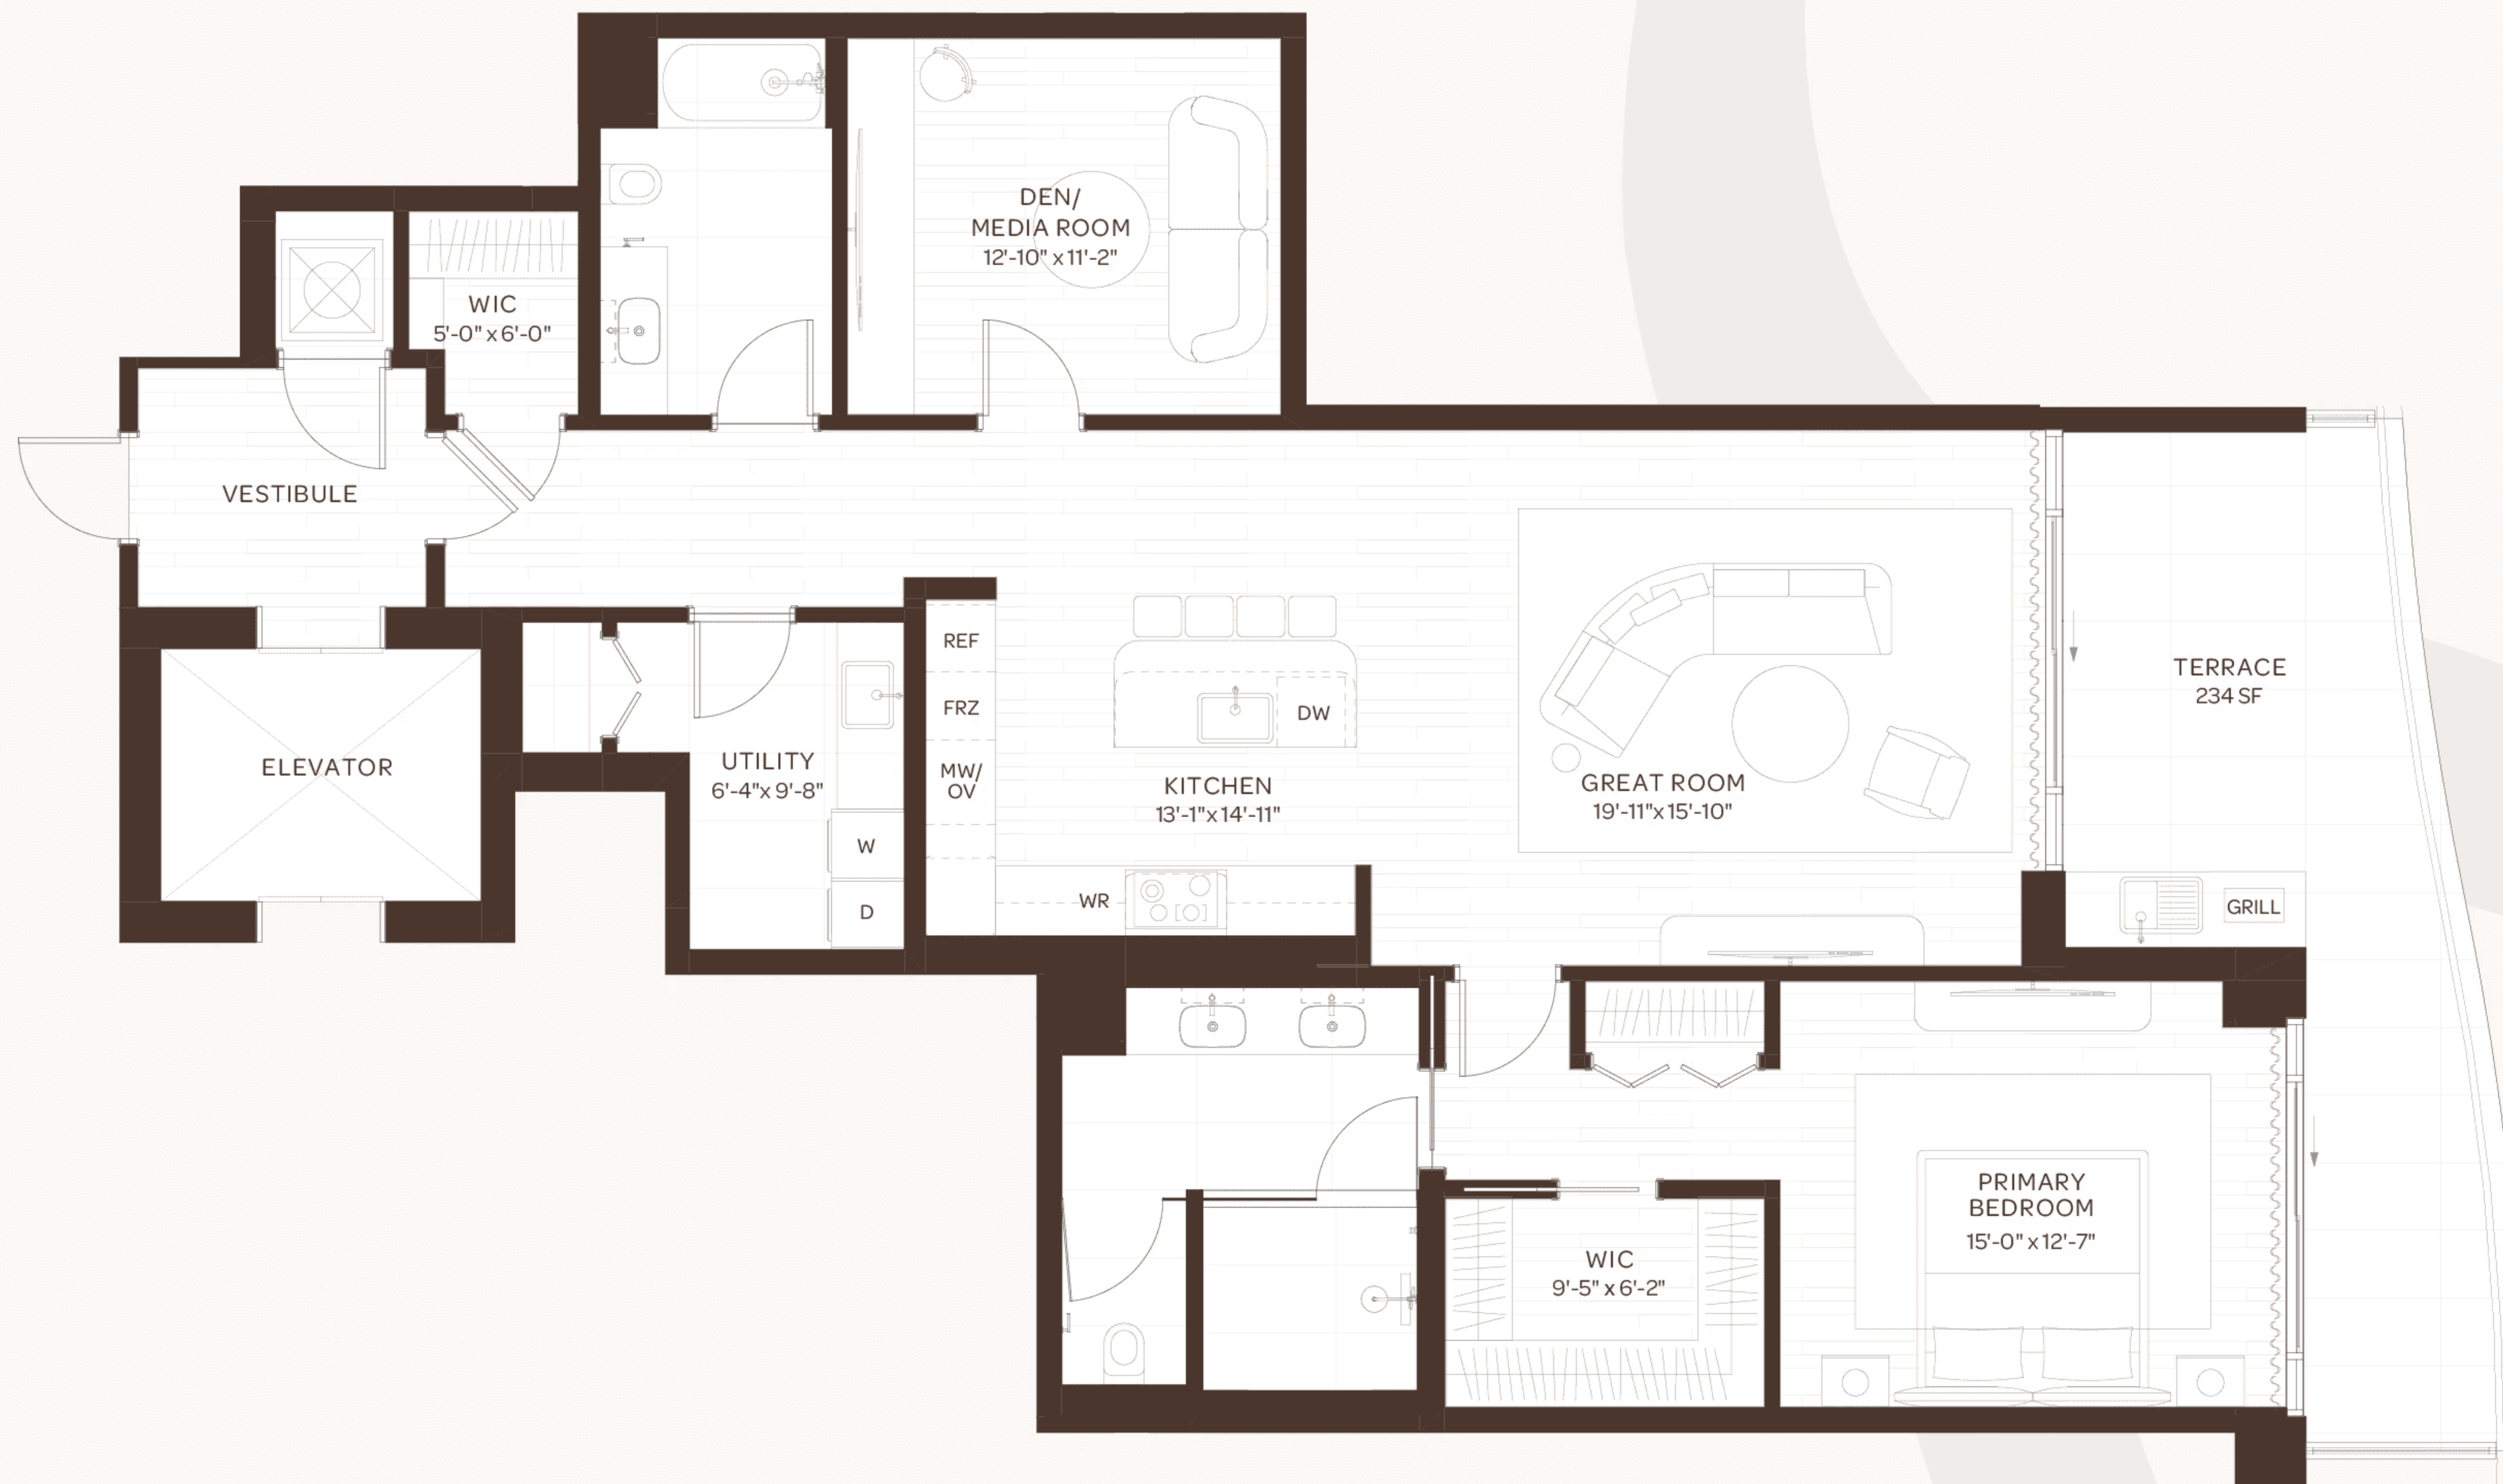 DEN/
MEDIA ROOM
12'-10" x 11'-2"
WIC
5'-0" x 6'-0"
VESTIBULE
REF
FRZ
MW/
OV
DW
TERRACE
234 SF
ELEVATOR
UTILITY
6'-4" x 9'-8"
KITCHEN
13'-1" x 14'-11"
GREAT ROOM
19'-11" x 15'-10"
W
D
WR
GRILL
PRIMARY
BEDROOM
15'-0" x 12'-7"
WIC
9'-5" x 6'-2"